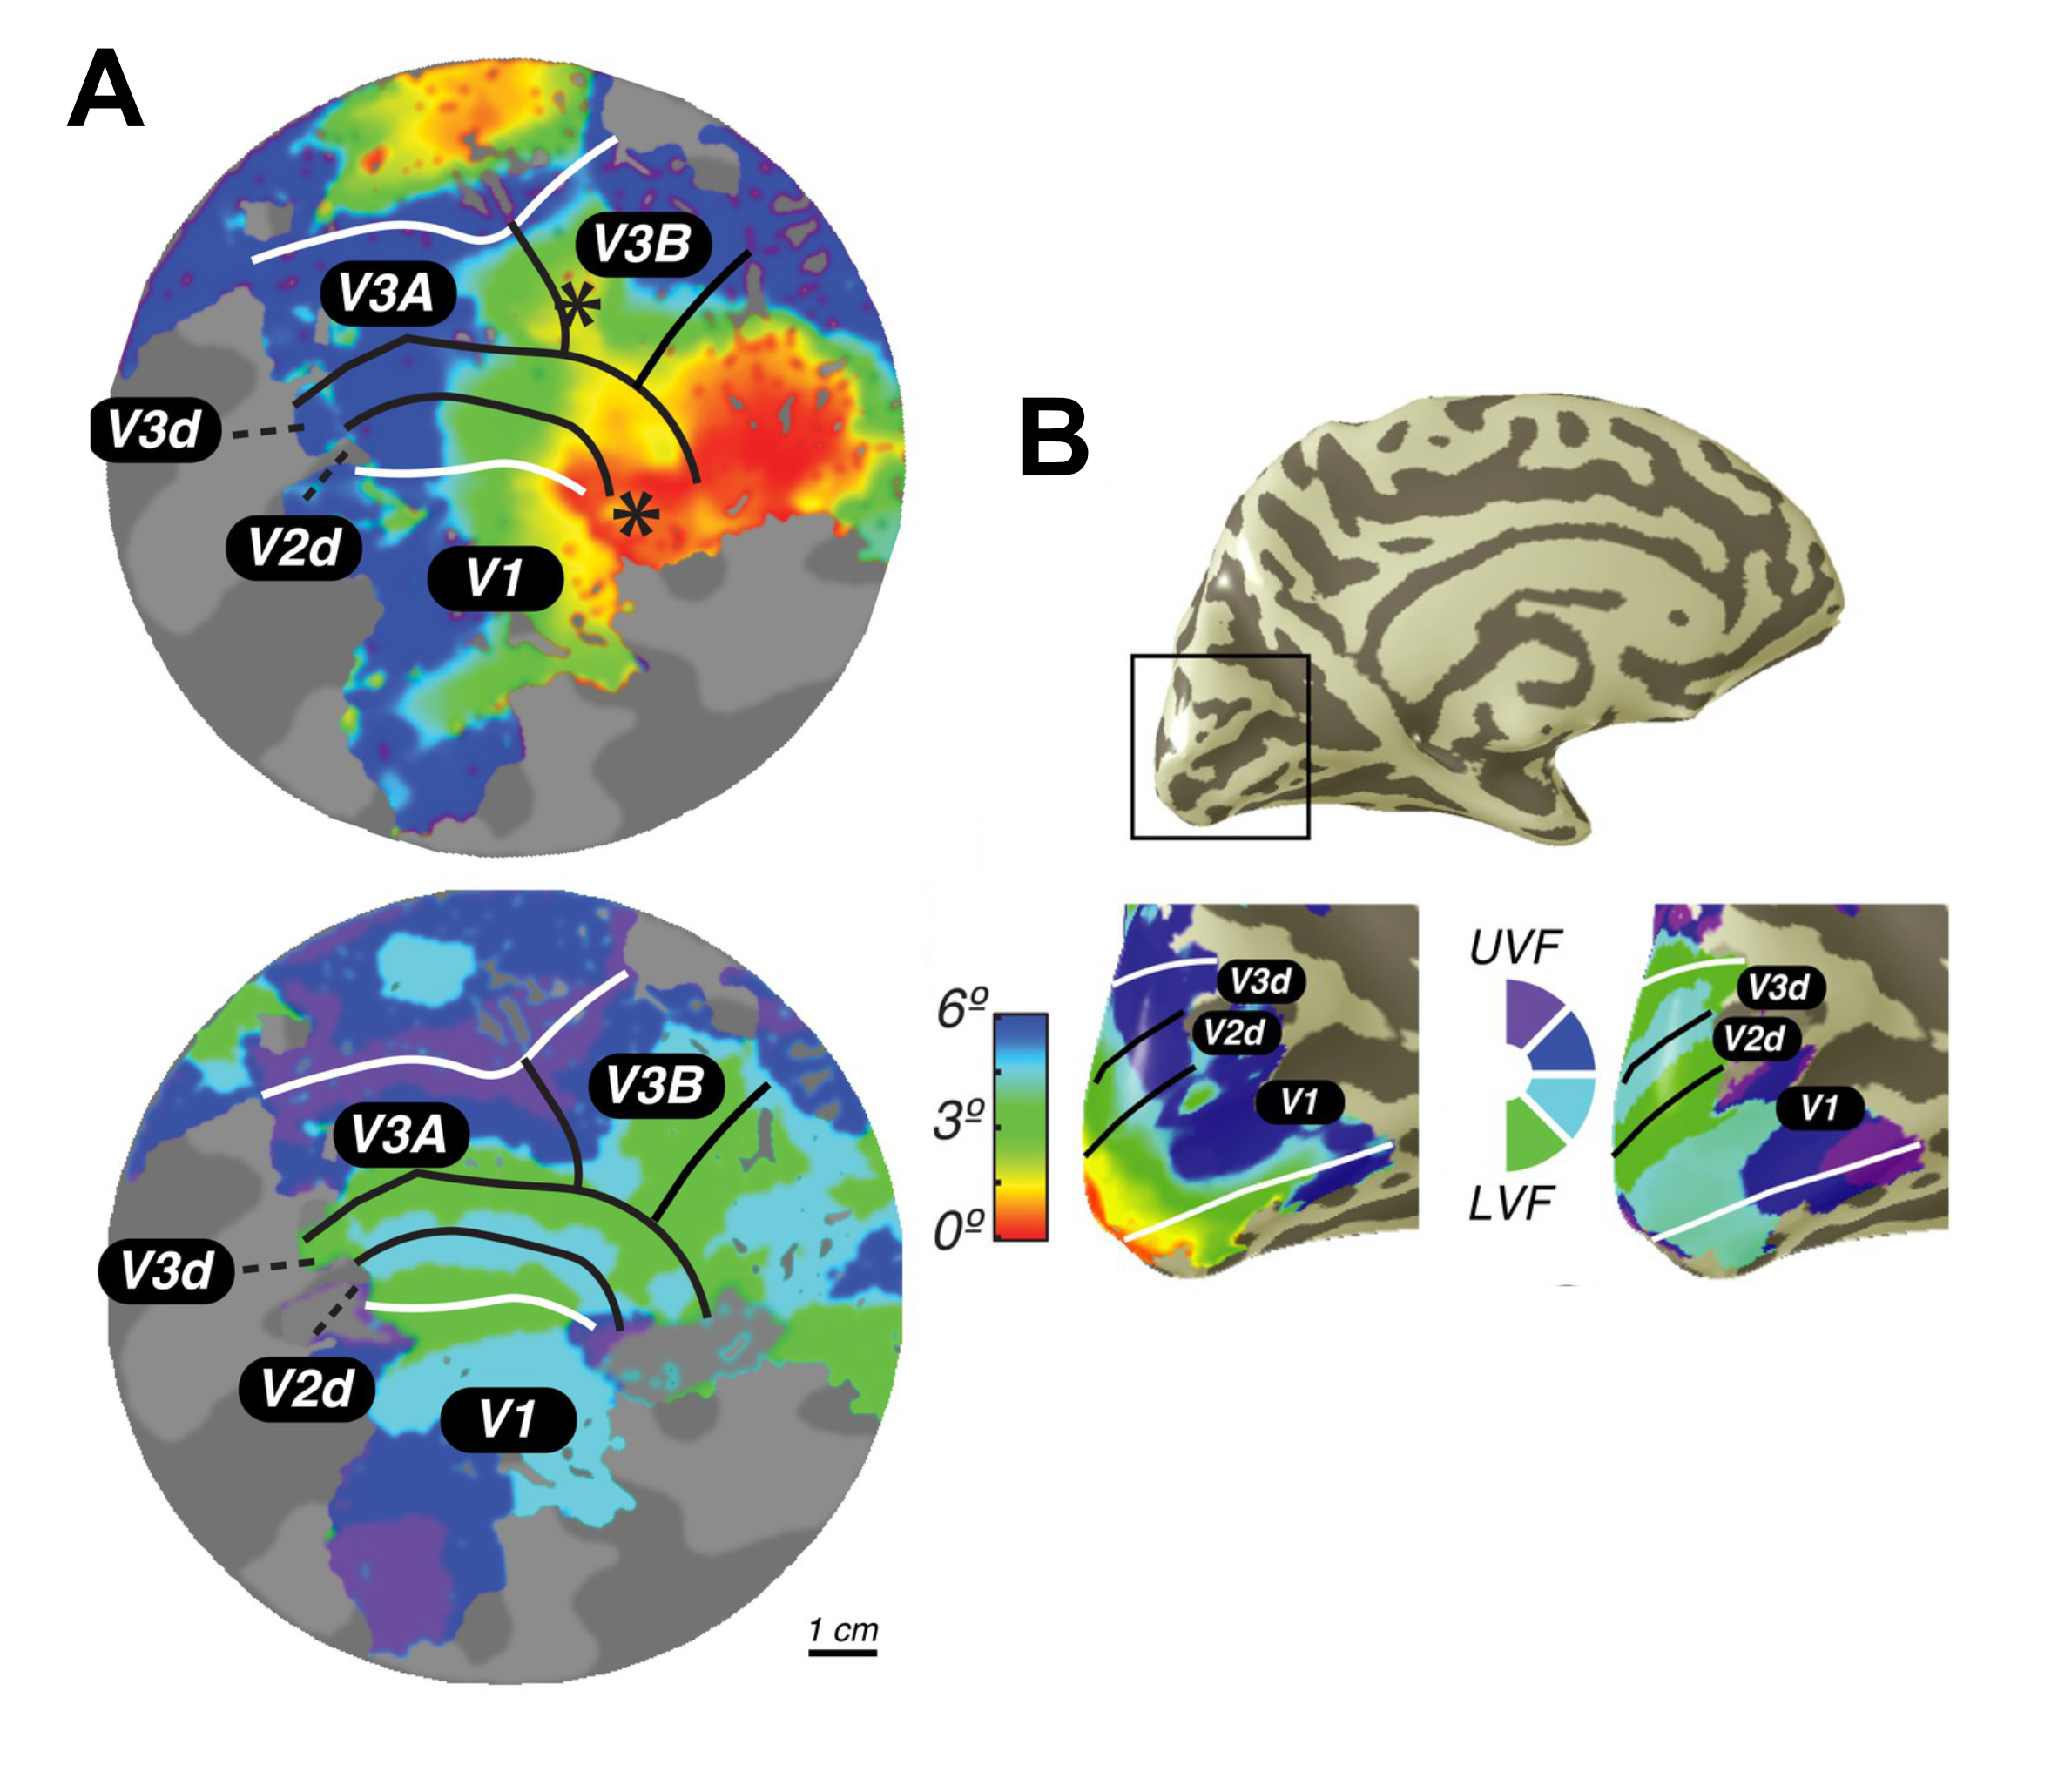 A
V3B
*
V3A
V3d
*
V2d
V1
B
V3B
V3A
V3d
V2d
V1
1 cm
6º
3º
0º
V3d
V2d
V1
UVF
LVF
V3d
V2d
V1